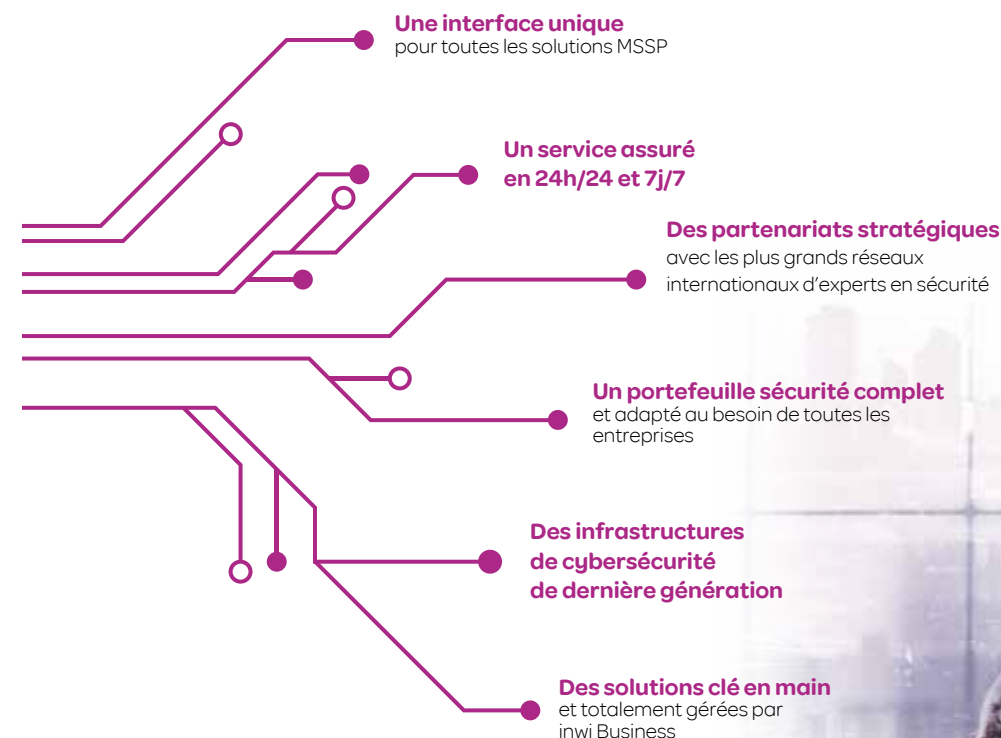 Une interface unique
pour toutes les solutions MSSP
Un service assuré
en 24h/24 et 7j/7
Des partenariats stratégiques
avec les plus grands réseaux
internationaux d'experts en sécurité
Un portefeuille sécurité complet
et adapté au besoin de toutes les
entreprises
Des infrastructures
de cybersécurité
de dernière génération
Des solutions clé en main
et totalement gérées par
inwi Business